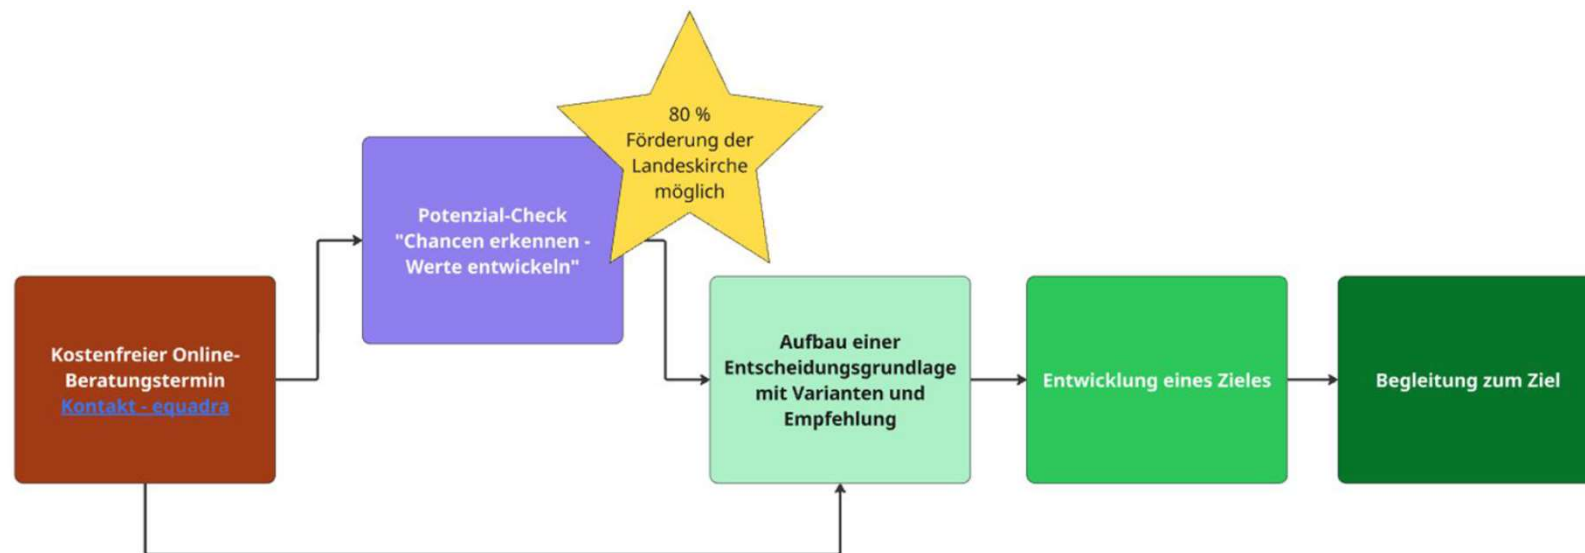 80 %
Förderung der
Landeskirche
möglich
Potenzial-Check
"Chancen erkennen -
Werte entwickeln"
Kostenfreier Online-
Beratungstermin
Kontakt - equadra
Aufbau einer
Entscheidungsgrundlage
mit Varianten und
Empfehlung
Entwicklung eines Zieles
Begleitung zum Ziel